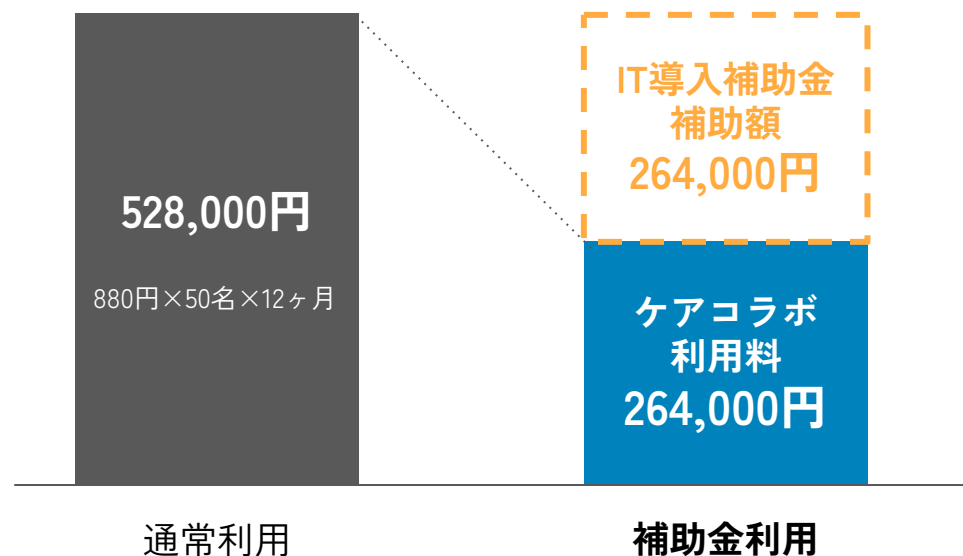 528,000円
880円×50名×12ヶ月
IT導入補助金
補助額
264,000円
ケアコラボ
利用料
264,000円
通常利用
補助金利用